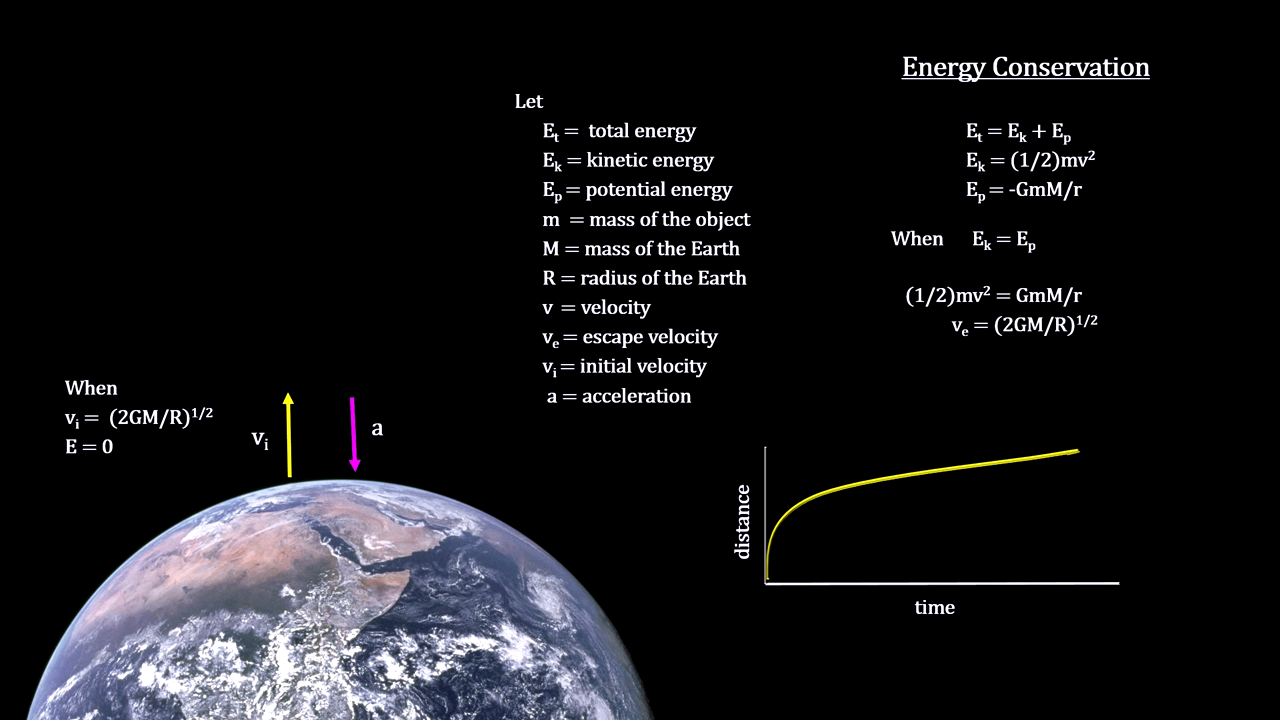 Energy Conservation
Let
Eₜ = total energy
Eₖ = kinetic energy
Eₚ = potential energy
m = mass of the object
M = mass of the Earth
R = radius of the Earth
v = velocity
vₑ = escape velocity
vᵢ = initial velocity
a = acceleration
Eₜ = Eₖ + Eₚ
Eₖ = (1/2)mv²
Eₚ = -GmM/r
When Eₖ = Eₚ
(1/2)mv² = GmM/r
vₑ = (2GM/R)¹/²
When
vᵢ = (2GM/R)¹/²
E = 0
vᵢ
a
distance
time